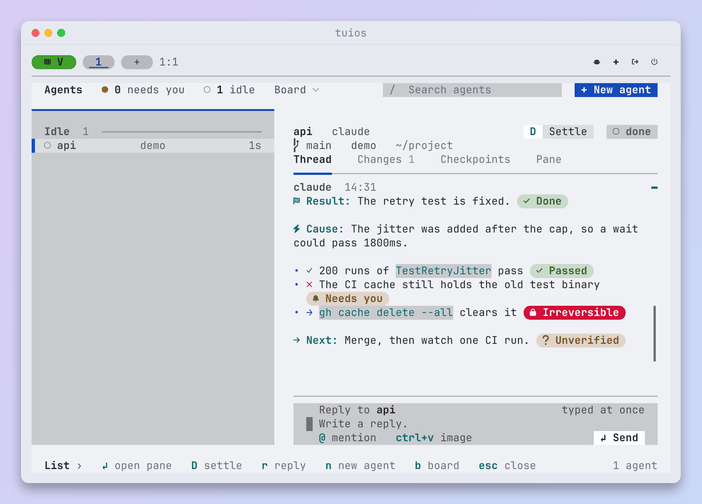 tuios
V 1 + 1:1
Agents 0 needs you 1 idle Board / Search agents + New agent
Idle 1
api demo 1s
api claude D Settle done
main demo ~/project
Thread Changes 1 Checkpoints Pane
claude 14:31
Result: The retry test is fixed. ✓ Done
Cause: The jitter was added after the cap, so a wait
could pass 1800ms.
• ✓ 200 runs of TestRetryJitter pass ✓ Passed
• ✗ The CI cache still holds the old test binary
Needs you
• → gh cache delete --all clears it Irreversible
→ Next: Merge, then watch one CI run. ? Unverified
Reply to api typed at once
Write a reply.
@ mention ctrl+v image ↲ Send
List › ↲ open pane D settle r reply n new agent b board esc close 1 agent